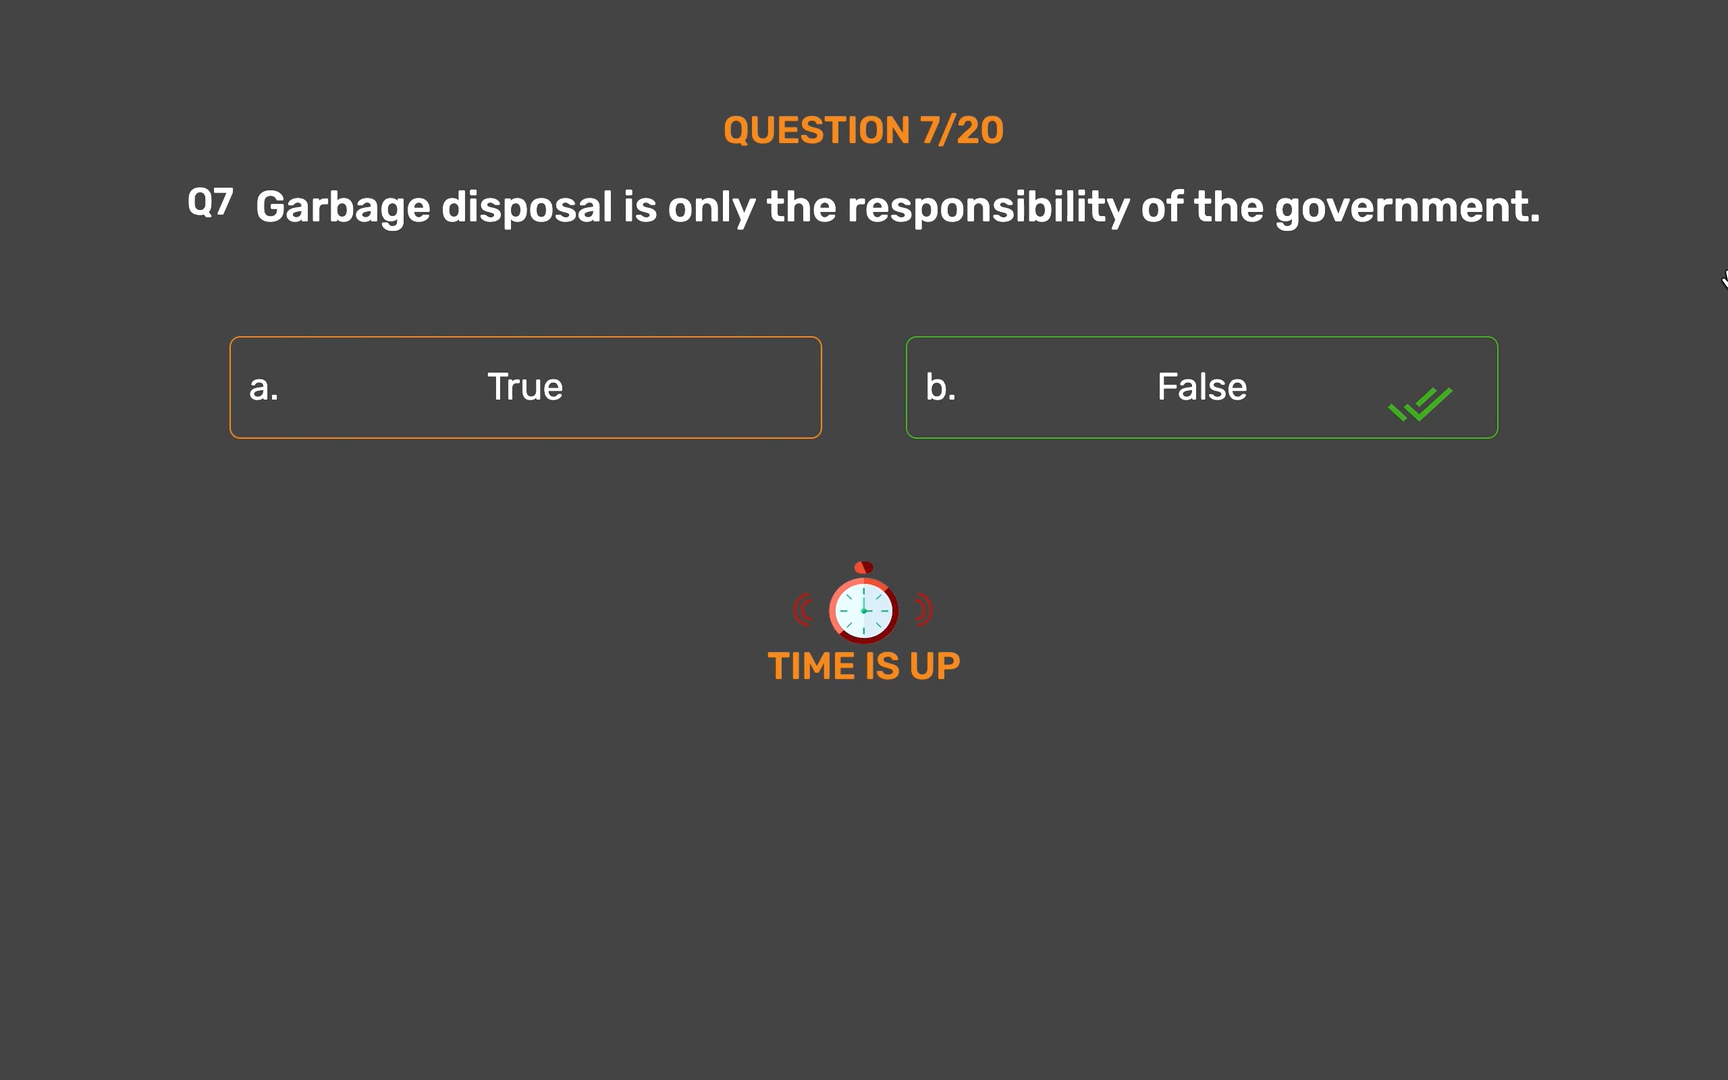 QUESTION 7/20
Q7 Garbage disposal is only the responsibility of the government.
a. True
b. False
TIME IS UP